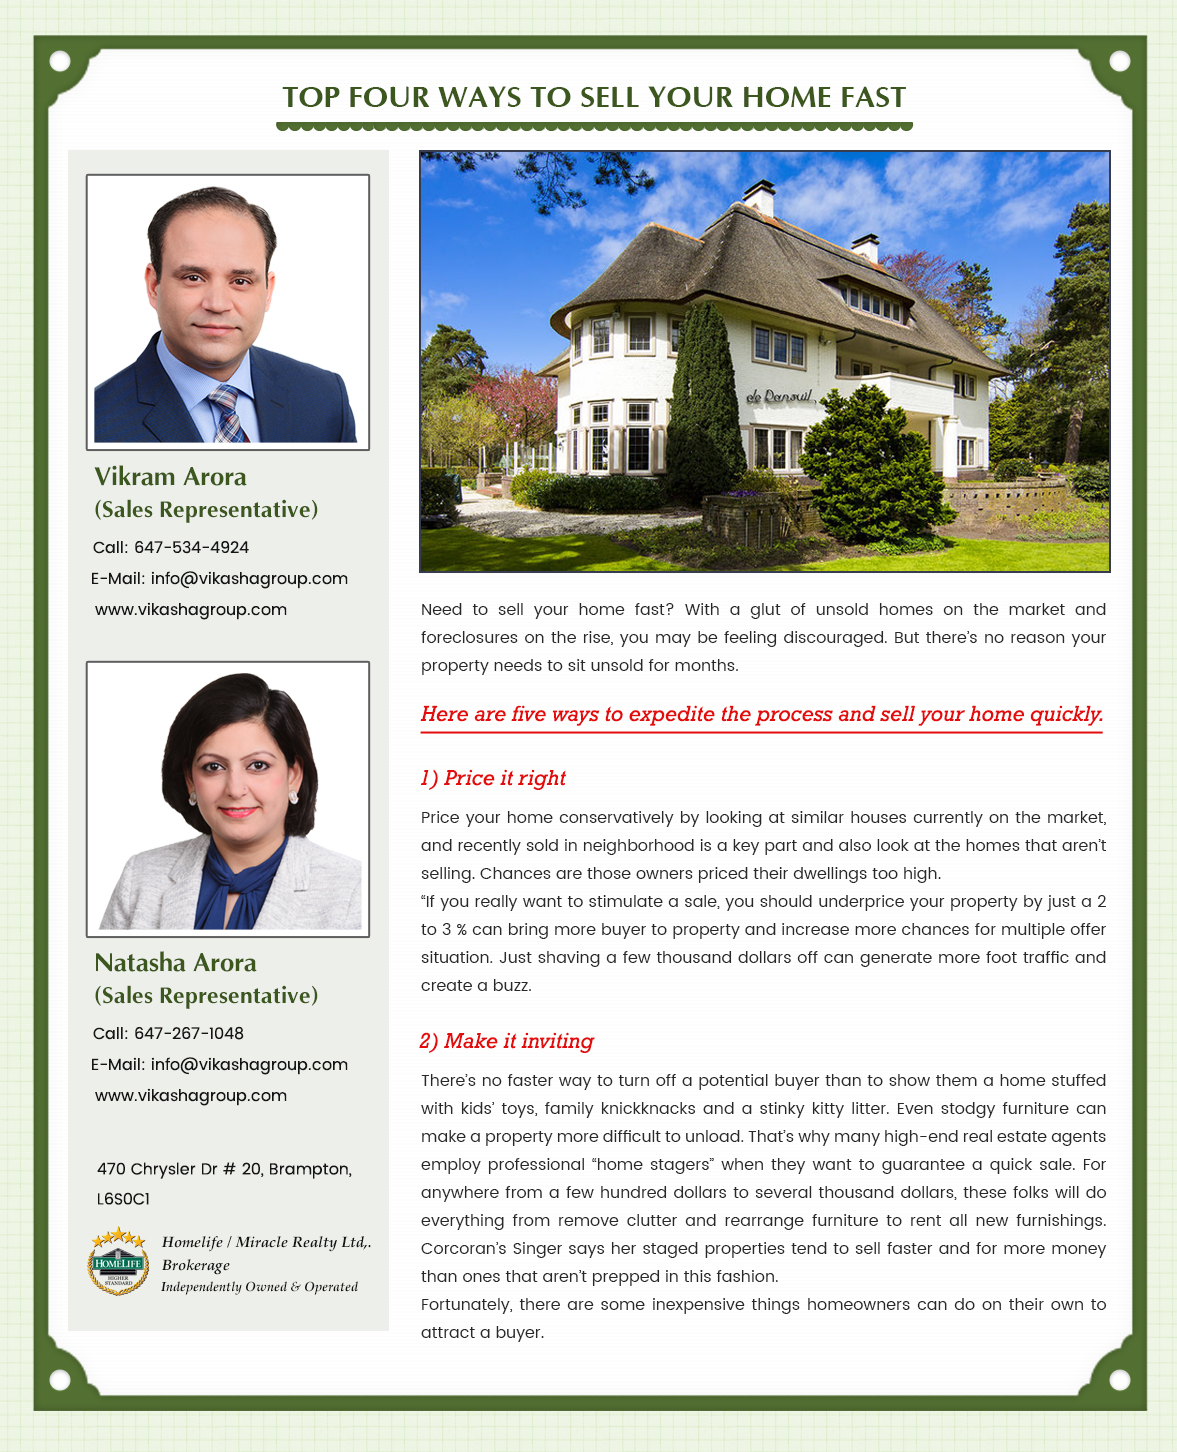 TOP FOUR WAYS TO SELL YOUR HOME FAST
Vikram Arora
(Sales Representative)
Call: 647-534-4924
E-Mail: info@vikashagroup.com
www.vikashagroup.com
Natasha Arora
(Sales Representative)
Call: 647-267-1048
E-Mail: info@vikashagroup.com
www.vikashagroup.com
470 Chrysler Dr # 20, Brampton,
L6S0C1
HOMELIFE
HIGHER
STANDARD
Homelife / Miracle Realty Ltd,.
Brokerage
Independently Owned & Operated
de
Need to sell your home fast? With a glut of unsold homes on the market and
foreclosures on the rise, you may be feeling discouraged. But there’s no reason your
property needs to sit unsold for months.
Here are five ways to expedite the process and sell your home quickly.
1) Price it right
Price your home conservatively by looking at similar houses currently on the market,
and recently sold in neighborhood is a key part and also look at the homes that aren’t
selling. Chances are those owners priced their dwellings too high.
“If you really want to stimulate a sale, you should underprice your property by just a 2
to 3 % can bring more buyer to property and increase more chances for multiple offer
situation. Just shaving a few thousand dollars off can generate more foot traffic and
create a buzz.
2) Make it inviting
There’s no faster way to turn off a potential buyer than to show them a home stuffed
with kids’ toys, family knickknacks and a stinky kitty litter. Even stodgy furniture can
make a property more difficult to unload. That’s why many high-end real estate agents
employ professional “home stagers” when they want to guarantee a quick sale. For
anywhere from a few hundred dollars to several thousand dollars, these folks will do
everything from remove clutter and rearrange furniture to rent all new furnishings.
Corcoran’s Singer says her staged properties tend to sell faster and for more money
than ones that aren’t prepped in this fashion.
Fortunately, there are some inexpensive things homeowners can do on their own to
attract a buyer.